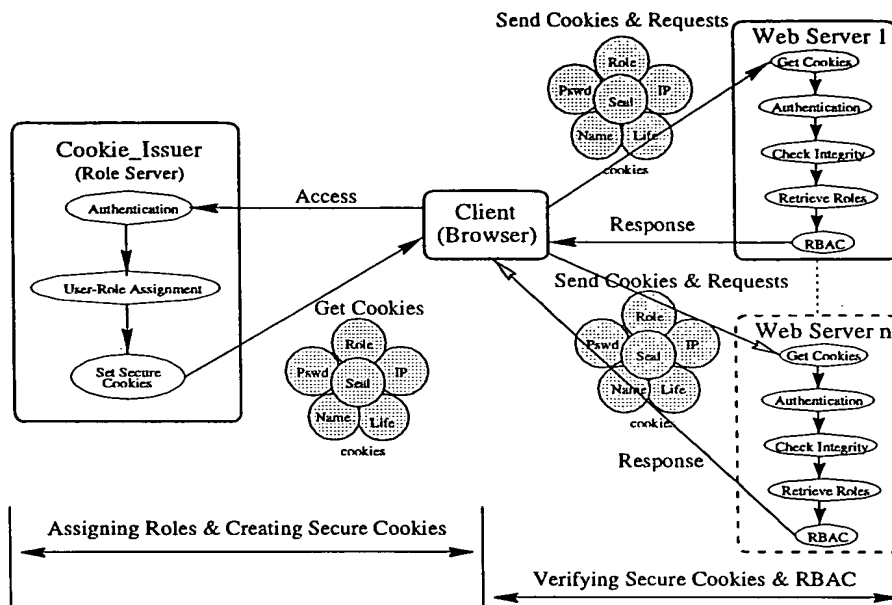 Cookie_Issuer
(Role Server)
Authentication
User-Role Assignment
Set Secure
Cookies
Access
Get Cookies
Role
Pswd
Seal
IP
Name
Life
cookies
Client
(Browser)
Send Cookies & Requests
Role
Pswd
Seal
IP
Name
Life
cookies
Response
Web Server 1
Get Cookies
Authentication
Check Integrity
Retrieve Roles
RBAC
Send Cookies & Requests
Role
Pswd
Seal
IP
Name
Life
cookies
Response
Web Server n
Get Cookies
Authentication
Check Integrity
Retrieve Roles
RBAC
Assigning Roles & Creating Secure Cookies
Verifying Secure Cookies & RBAC